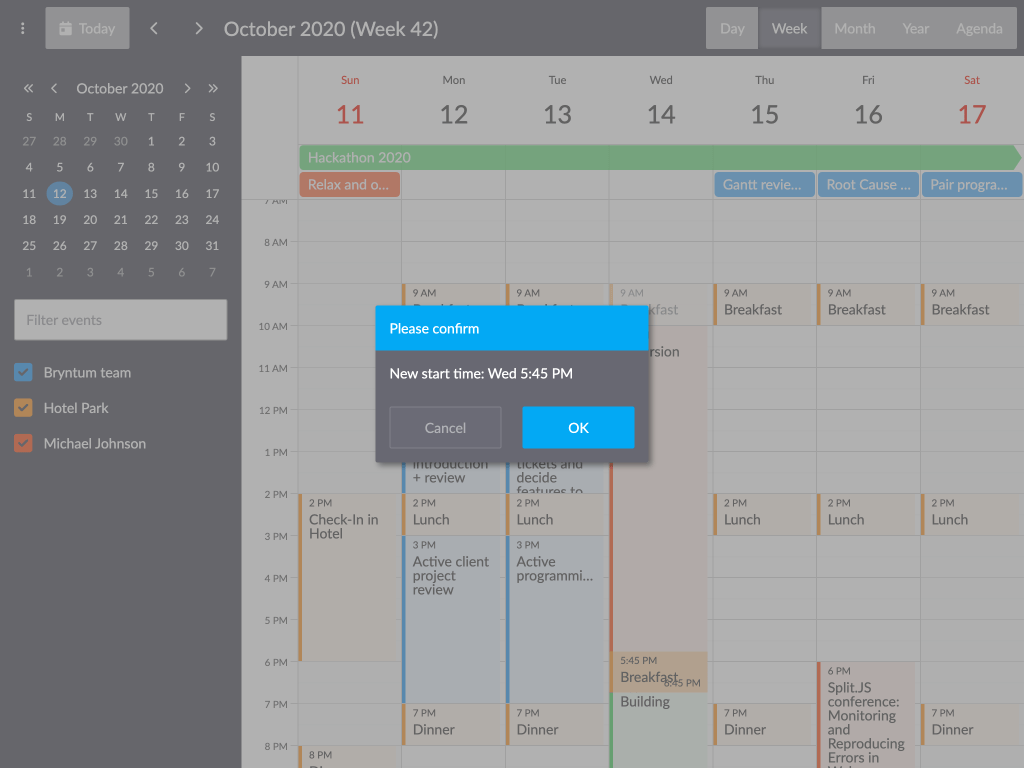 Today
October 2020 (Week 42)
Day
Week
Month
Year
Agenda
October 2020
S M T W T F S
27 28 29 30 1 2 3
4 5 6 7 8 9 10
11 12 13 14 15 16 17
18 19 20 21 22 23 24
25 26 27 28 29 30 31
1 2 3 4 5 6 7
Filter events
Bryntum team
Hotel Park
Michael Johnson
Sun Mon Tue Wed Thu Fri Sat
11 12 13 14 15 16 17
Hackathon 2020
Relax and o...
Gantt revie...
Root Cause ...
Pair progra...
7 AM
8 AM
9 AM
10 AM
11 AM
12 PM
1 PM
2 PM
3 PM
4 PM
5 PM
6 PM
7 PM
8 PM
2 PM
Check-In in
Hotel
8 PM
9 AM
Breakfast
introduction
+ review
2 PM
Lunch
3 PM
Active client
project
review
7 PM
Dinner
9 AM
Breakfast
tickets and
decide
features to
2 PM
Lunch
3 PM
Active
programmi...
7 PM
Dinner
9 AM
kfast
rsion
5:45 PM
Breakfast
6:45 PM
Building
9 AM
Breakfast
2 PM
Lunch
7 PM
Dinner
9 AM
Breakfast
2 PM
Lunch
6 PM
Split.JS
conference:
Monitoring
and
Reproducing
Errors in
9 AM
Breakfast
2 PM
Lunch
7 PM
Dinner
Please confirm
New start time: Wed 5:45 PM
Cancel
OK